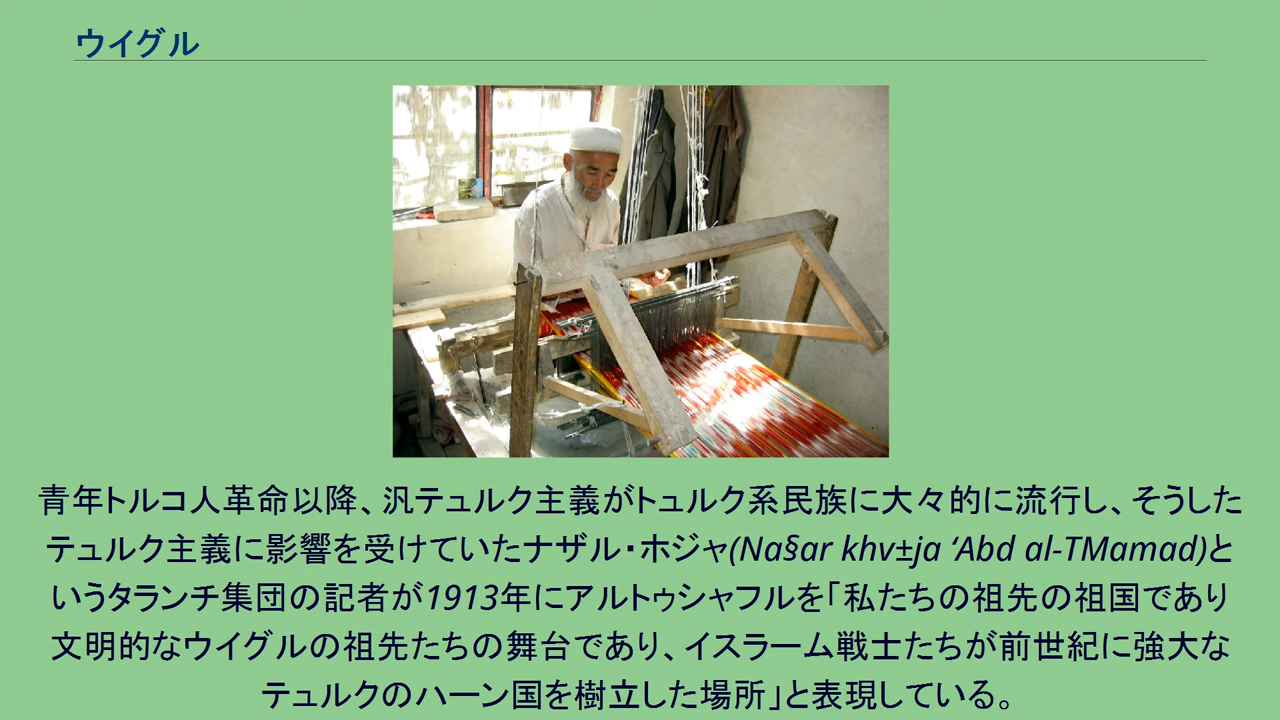 ウイグル
青年トルコ人革命以降、汎テュルク主義がトュルク系民族に大々的に流行し、そうした
テュルク主義に影響を受けていたナザル・ホジャ(Na§ar khv±ja ‘Abd al-TMamad)と
いうタランチ集団の記者が1913年にアルトゥシャフルを「私たちの祖先の祖国であり
文明的なウイグルの祖先たちの舞台であり、イスラーム戦士たちが前世紀に強大な
テュルクのハーン国を樹立した場所」と表現している。